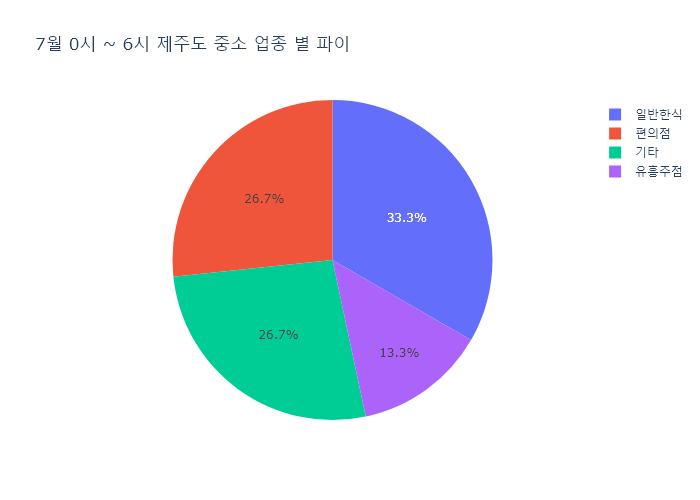 7월 0시 ~ 6시 제주도 중소 업종 별 파이
일반한식
편의점
기타
유흥주점
26.7%
33.3%
26.7%
13.3%